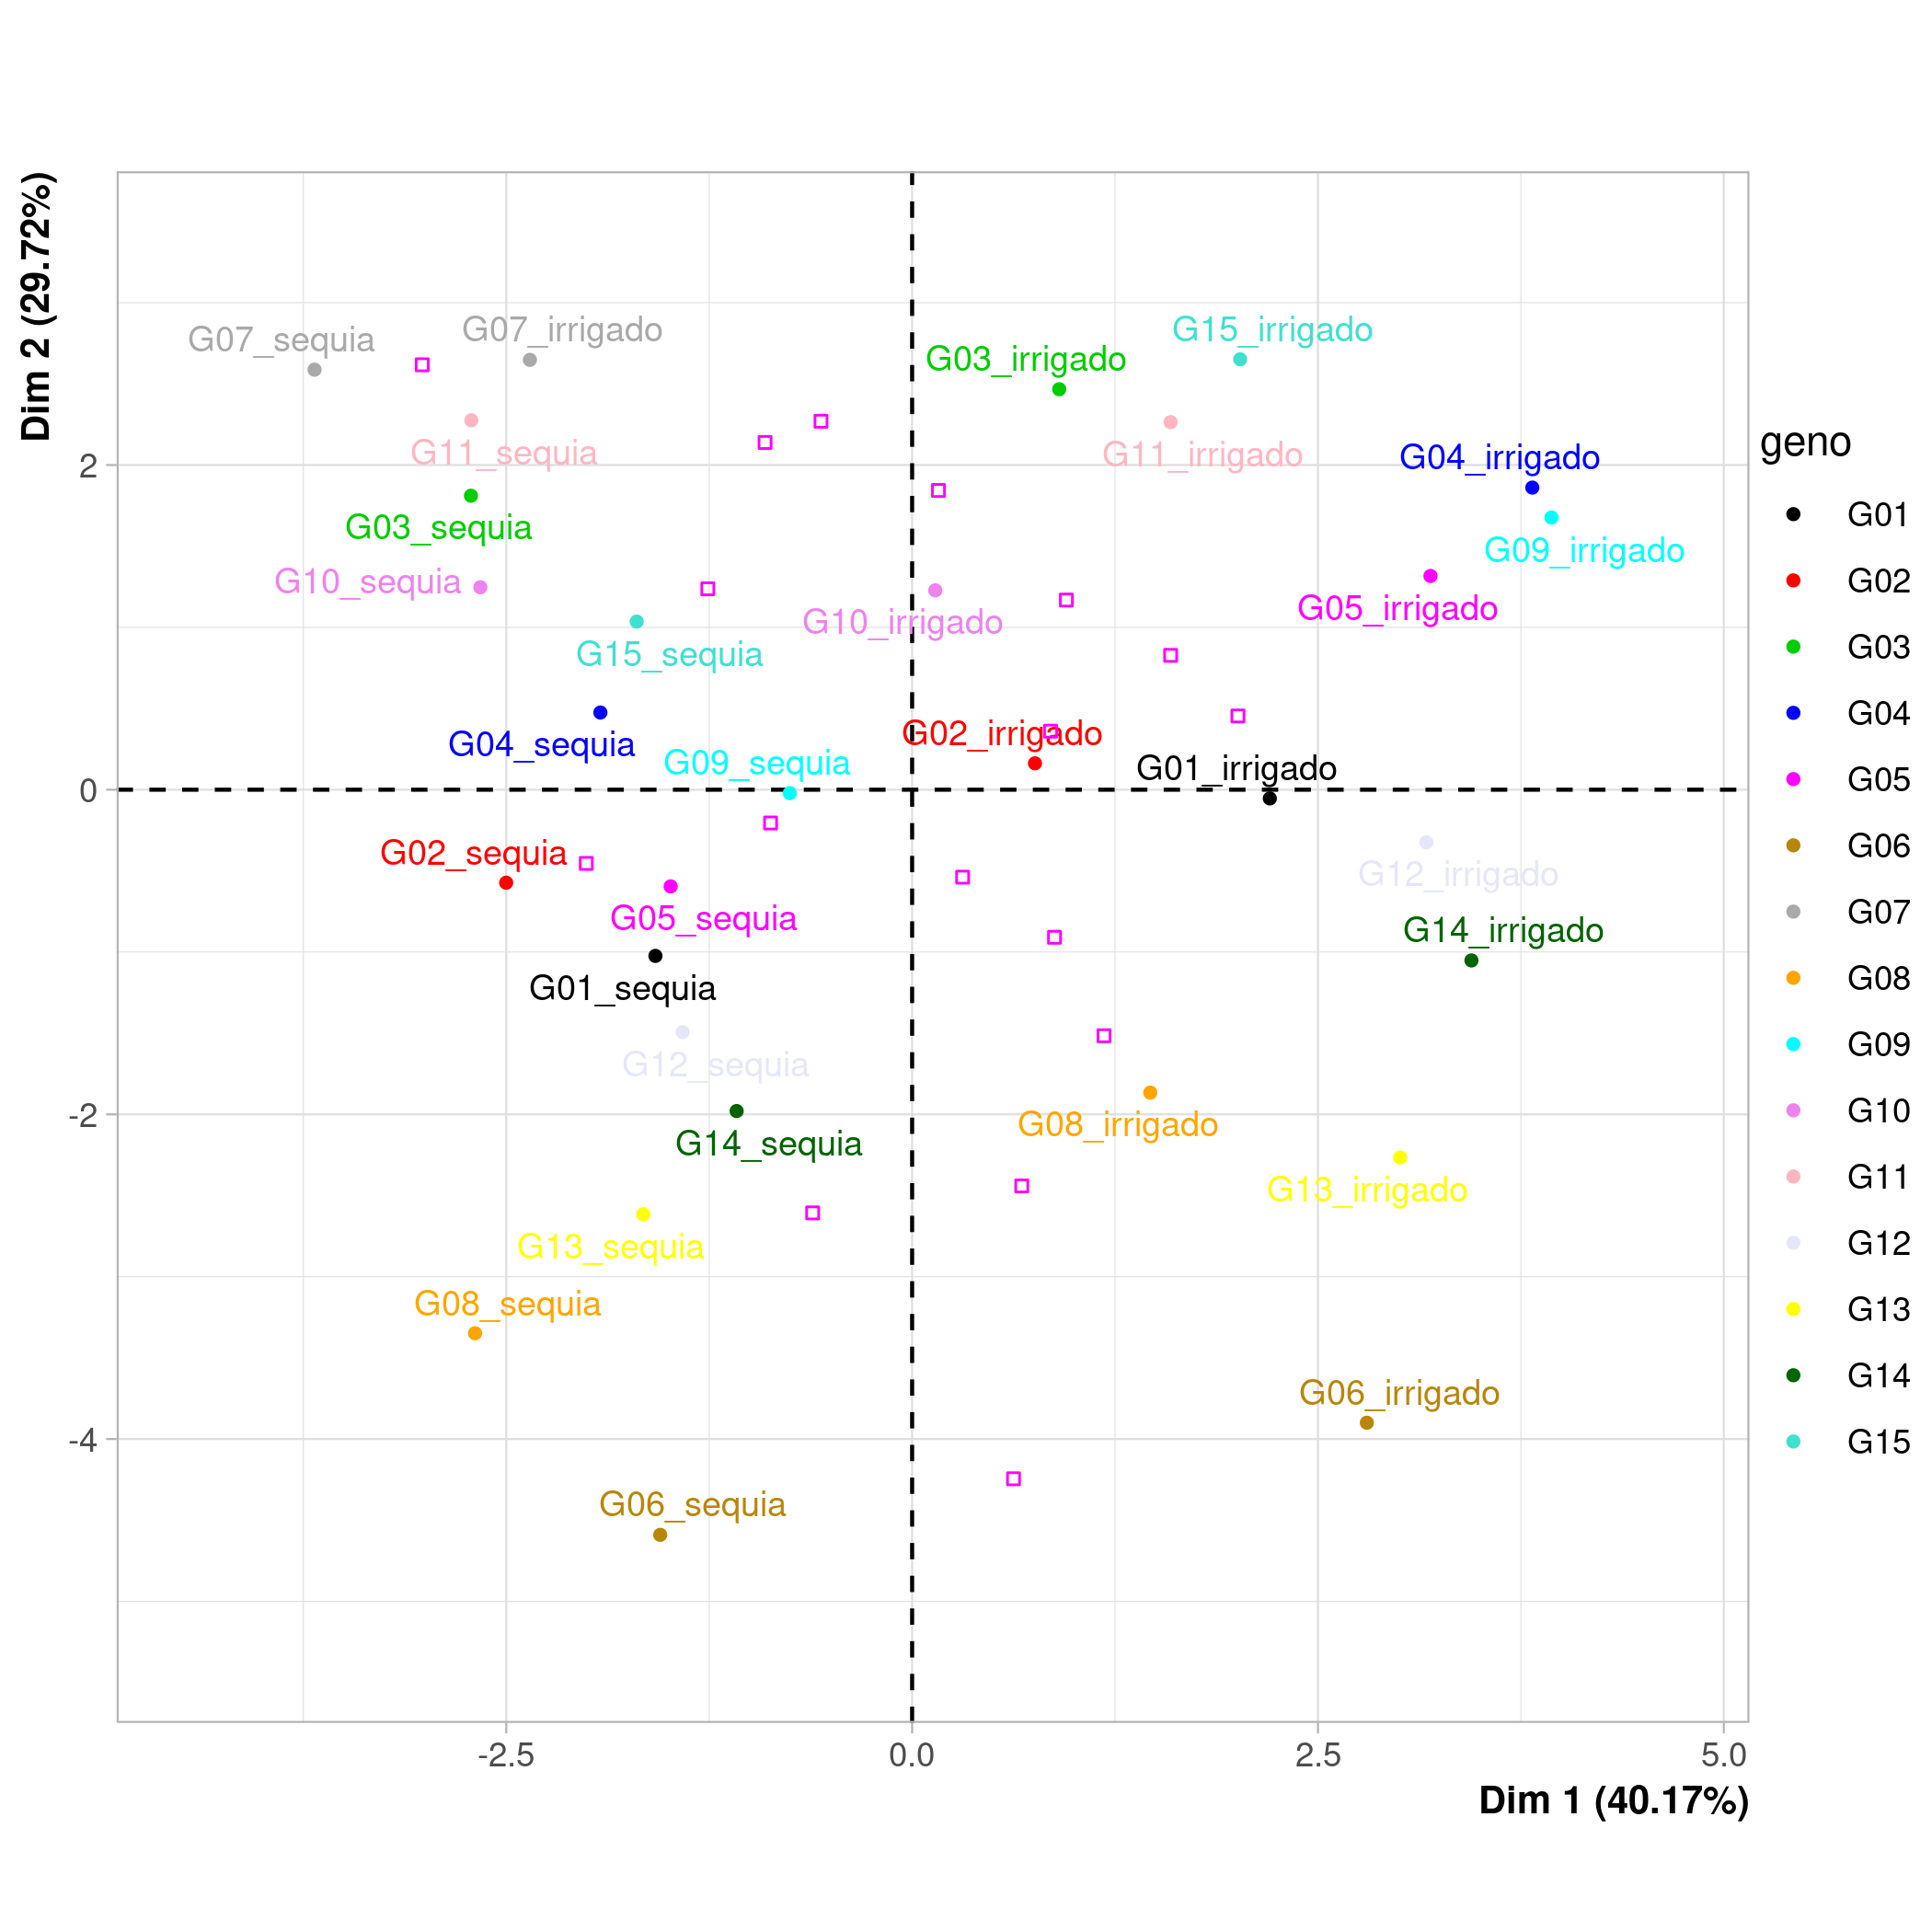 Dim 2 (29.72%)
G07_sequia
G07_irrigado
G15_irrigado
G03_irrigado
G11_sequia
G11_irrigado
G04_irrigado
G03_sequia
G09_irrigado
G10_sequia
G05_irrigado
G10_irrigado
G15_sequia
G02_irrigado
G04_sequia
G09_sequia
G01_irrigado
G02_sequia
G12_irrigado
G05_sequia
G14_irrigado
G01_sequia
G12_sequia
G08_irrigado
G14_sequia
G13_irrigado
G13_sequia
G08_sequia
G06_irrigado
G06_sequia
2
0
-2
-4
-2.5
0.0
2.5
5.0
Dim 1 (40.17%)
geno
G01
G02
G03
G04
G05
G06
G07
G08
G09
G10
G11
G12
G13
G14
G15